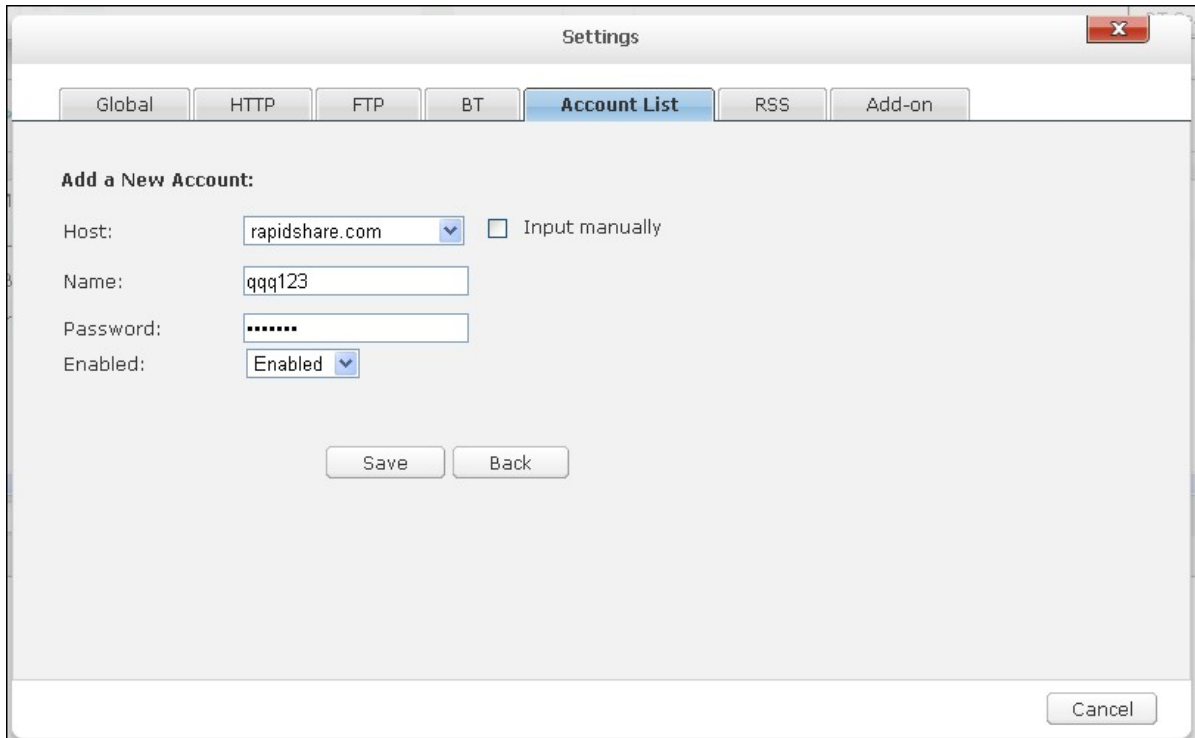 Settings
Global HTTP FTP BT Account List RSS Add-on
Add a New Account:
Host: rapidshare.com Input manually
Name: qqq123
Password: •••••••
Enabled: Enabled
Save Back
Cancel